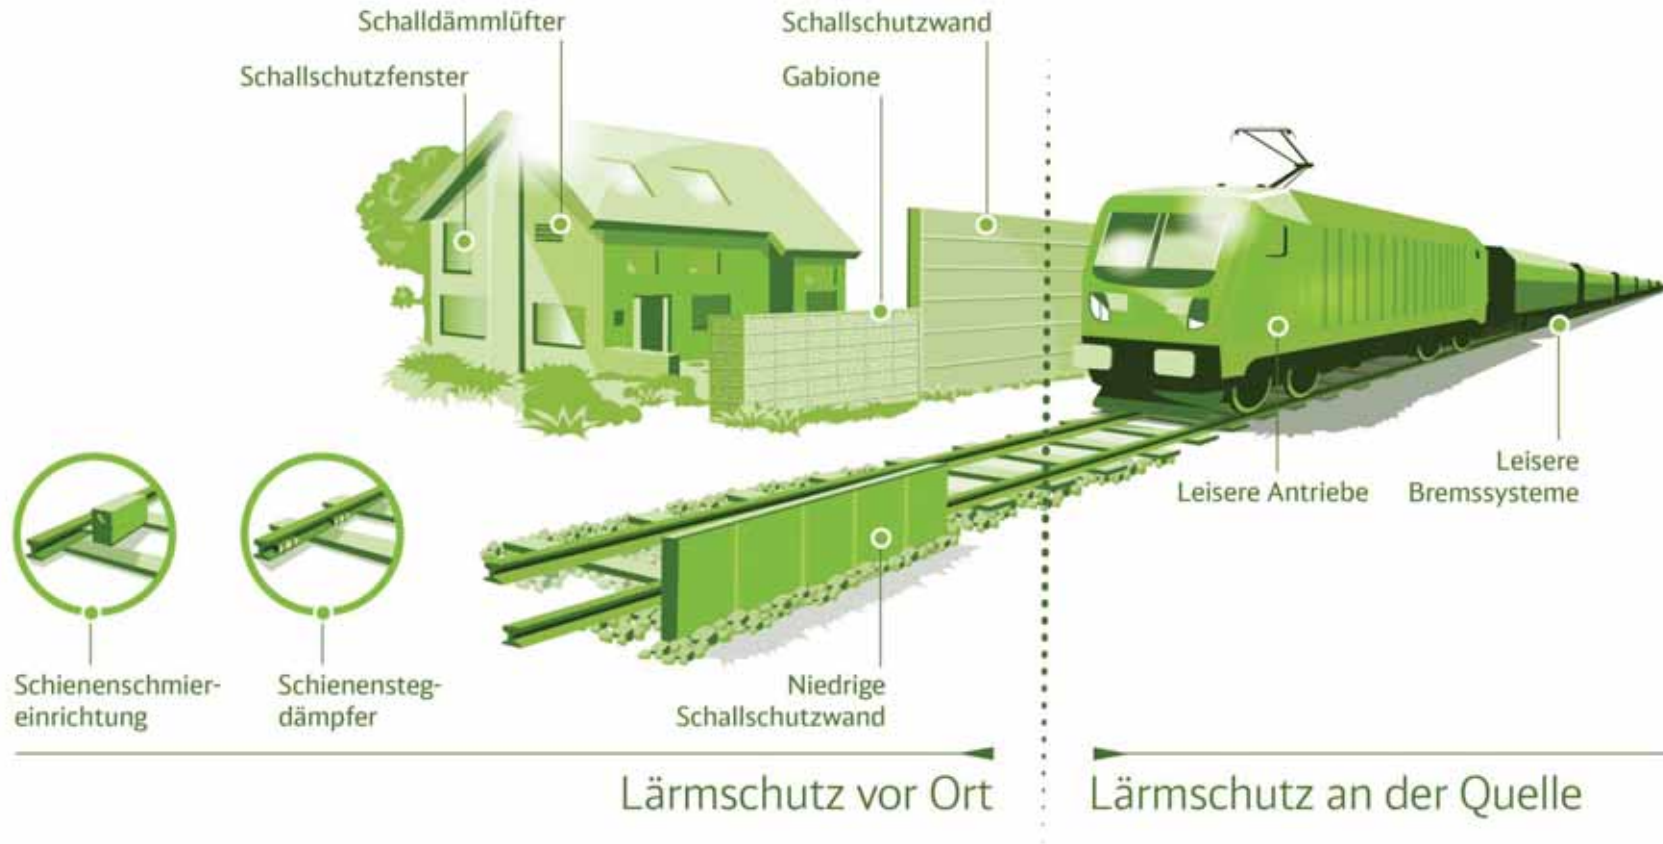 Schalldämmlüfter
Schallschutzwand
Schallschutzfenster
Gabione
Leisere
Leisere Antriebe
Bremssysteme
Schienenschmier-
einrichtung
Schienensteg-
dämpfer
Niedrige
Schallschutzwand
Lärmschutz vor Ort
Lärmschutz an der Quelle